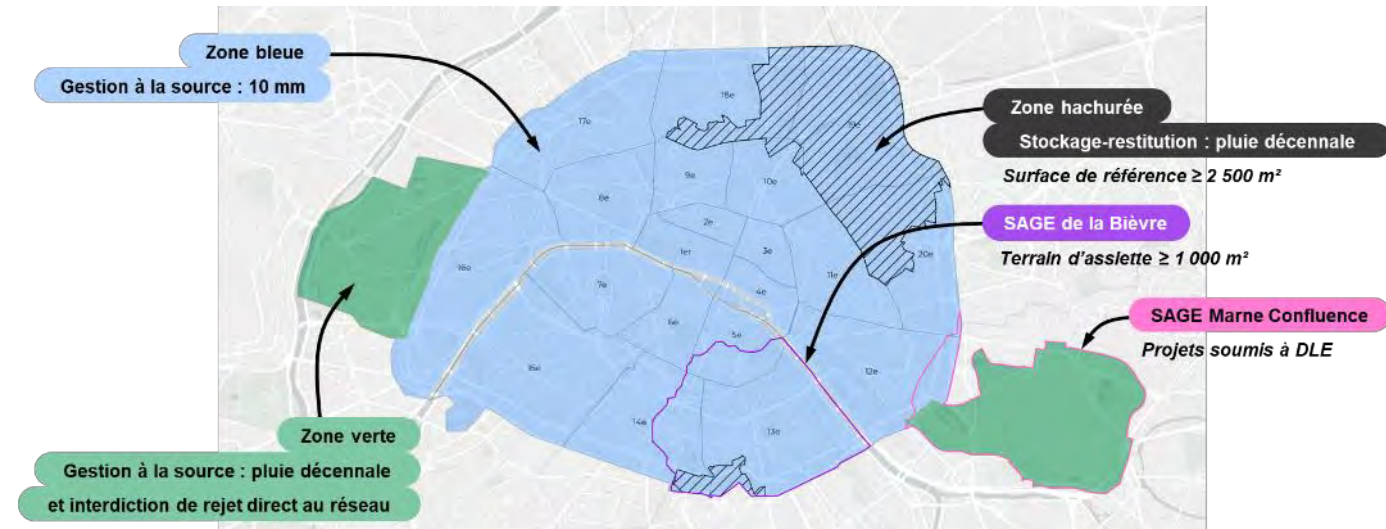 Zone bleue
Gestion à la source : 10 mm
Zone hachurée
Stockage-restitution : pluie décennale
Surface de référence ≥ 2 500 m²
SAGE de la Bièvre
Terrain d'assiette ≥ 1 000 m²
SAGE Marne Confluence
Projets soumis à DLE
Zone verte
Gestion à la source : pluie décennale
et interdiction de rejet direct au réseau
18e
17e
19e
9e
10e
8e
2e
3e
1er
11e
20e
16e
7e
4e
6e
5e
15e
12e
14e
13e